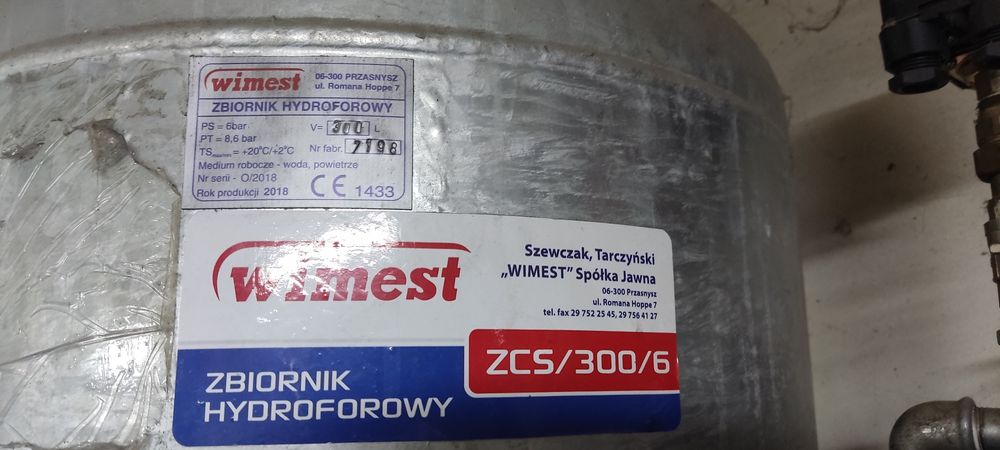 wimest
06-300 PRZASNYSZ
ul. Romana Hoppe 7
ZBIORNIK HYDROFOROWY
PS = 6bar V= 300 L
PT = 8,6 bar
TSmax/min = +20°C/+2°C Nr fabr. 7198
Medium robocze - woda, powietrze
Nr serii - O/2018
Rok produkcji 2018 CE 1433
wimest
Szewczak, Tarczyński
„WIMEST” Spółka Jawna
06-300 Przasnysz
ul. Romana Hoppe 7
tel. fax 29 752 25 45, 29 756 41 27
ZCS/300/6
ZBIORNIK
HYDROFOROWY